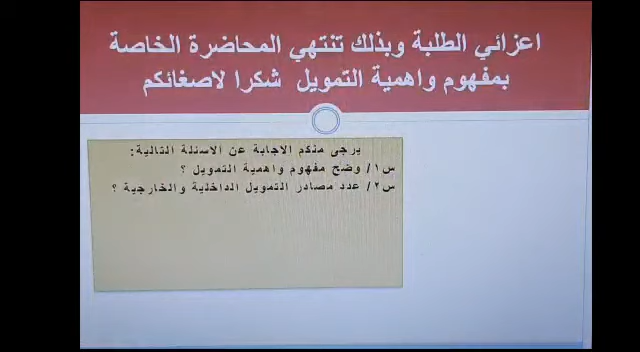 اعزائي الطلبة وبذلك تنتهي المحاضرة الخاصة
بمفهوم واهمية التمويل شكرا لاصغائكم
يرجى منكم الاجابة عن الاسئلة التالية:
س١/ وضح مفهوم واهمية التمويل ؟
س٢/ عدد مصادر التمويل الداخلية والخارجية ؟